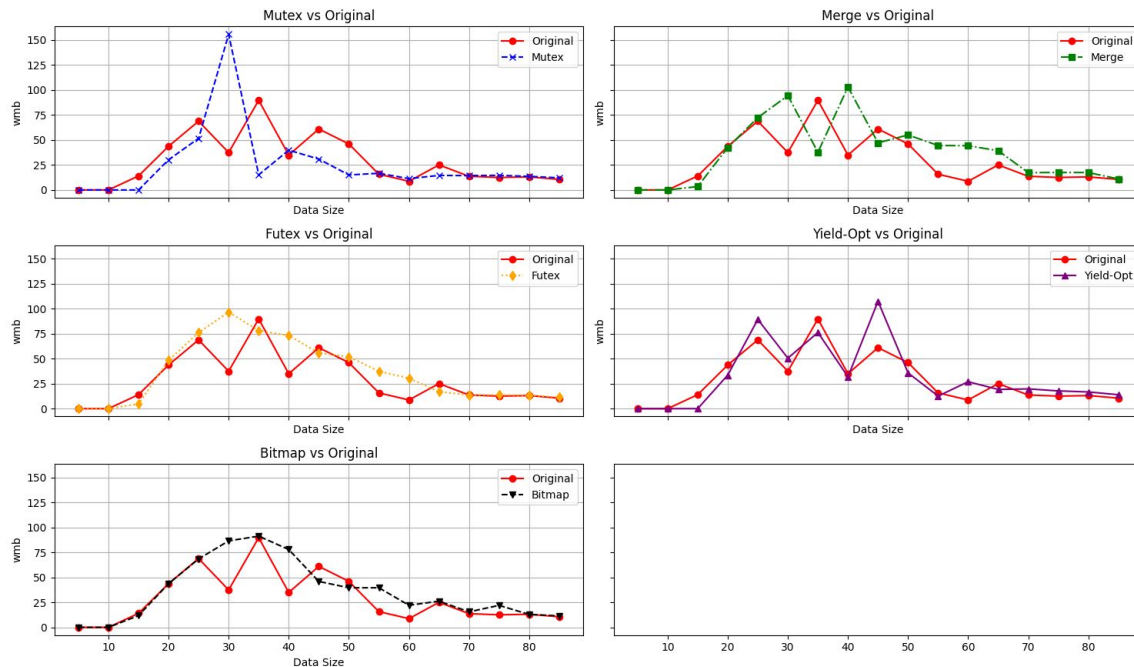 Mutex vs Original
150
125
100
75
50
25
0
wmb
Data Size
Original
Mutex
Merge vs Original
Data Size
Original
Merge
Futex vs Original
150
125
100
75
50
25
0
wmb
Data Size
Original
Futex
Yield-Opt vs Original
Data Size
Original
Yield-Opt
Bitmap vs Original
150
125
100
75
50
25
0
wmb
10 20 30 40 50 60 70 80
Data Size
Original
Bitmap
10 20 30 40 50 60 70 80